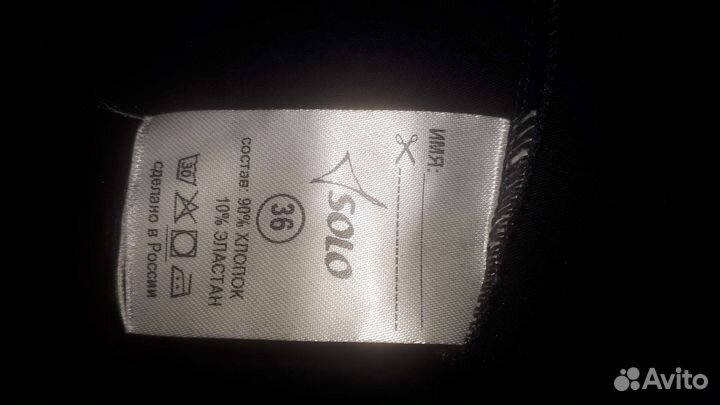 ИМЯ:
SOLO
36
состав: 90% ХЛОПОК
10% ЭЛАСТАН
30
сделано в России
Avito